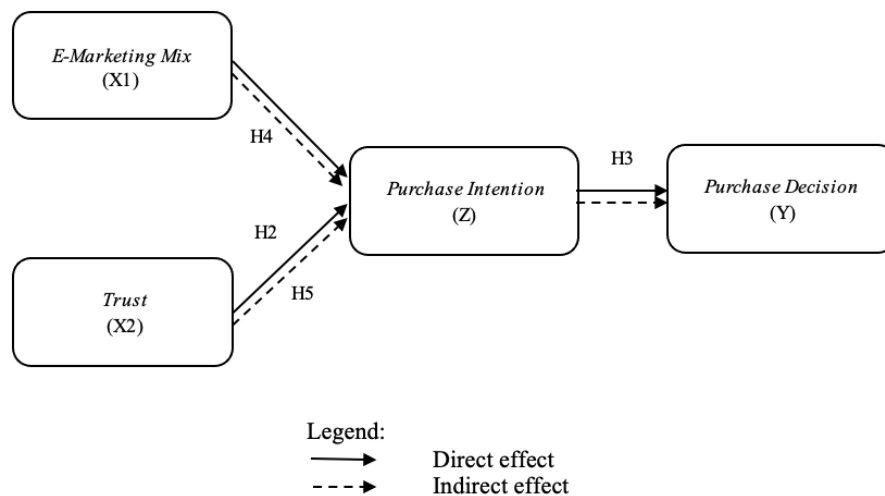 E-Marketing Mix
(X1)
H4
H3
Purchase Intention
(Z)
Purchase Decision
(Y)
H2
H5
Trust
(X2)
Legend:
Direct effect
Indirect effect